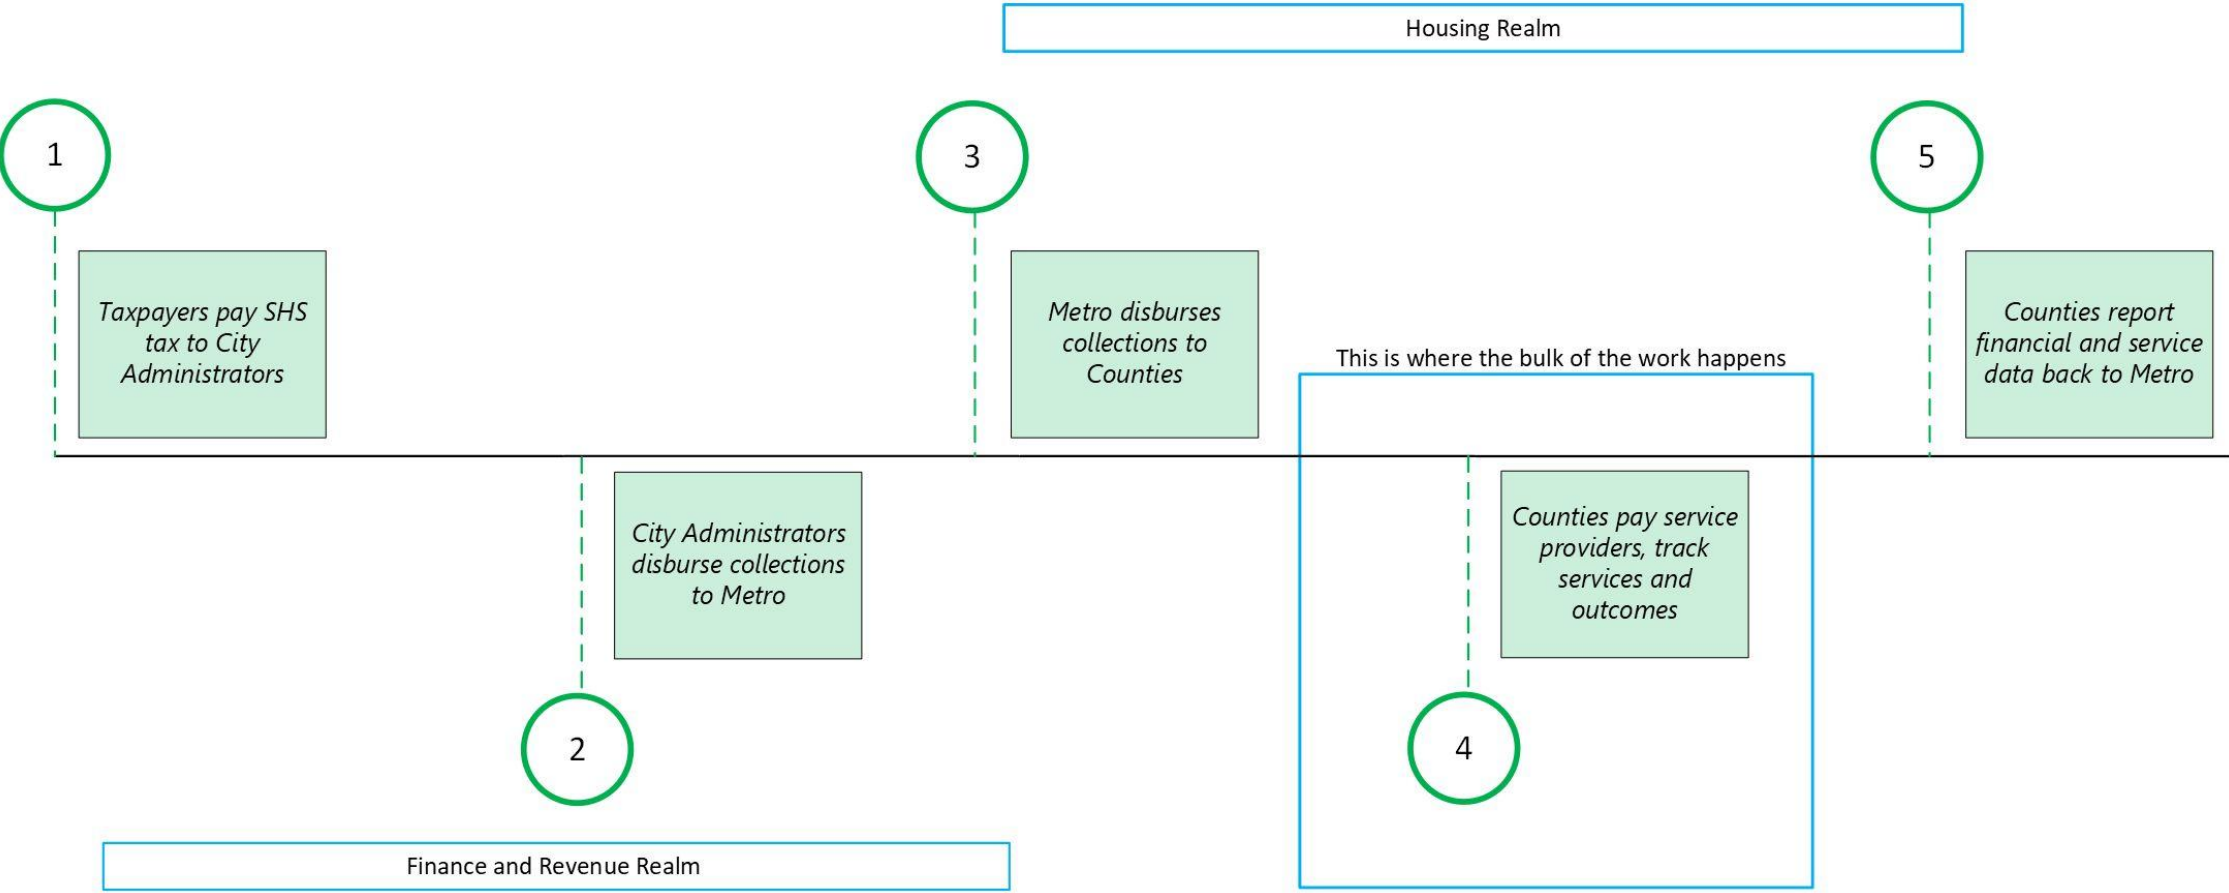 Housing Realm
1
3
5
Taxpayers pay SHS
tax to City
Administrators
Metro disburses
collections to
Counties
This is where the bulk of the work happens
Counties report
financial and service
data back to Metro
City Administrators
disburse collections
to Metro
Counties pay service
providers, track
services and
outcomes
2
4
Finance and Revenue Realm